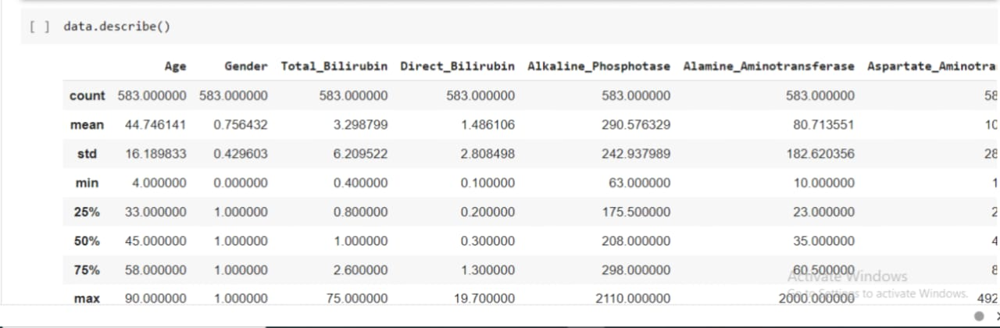 [ ] data.describe()
Age Gender Total_Bilirubin Direct_Bilirubin Alkaline_Phosphotase Alamine_Aminotransferase Aspartate_Aminotra
count 583.000000 583.000000 583.000000 583.000000 583.000000 583.000000 58
mean 44.746141 0.756432 3.298799 1.486106 290.576329 80.713551 10
std 16.189833 0.429603 6.209522 2.808498 242.937989 182.620356 28
min 4.000000 0.000000 0.400000 0.100000 63.000000 10.000000 1
25% 33.000000 1.000000 0.800000 0.200000 175.500000 23.000000 2
50% 45.000000 1.000000 1.000000 0.300000 208.000000 35.000000 4
75% 58.000000 1.000000 2.600000 1.300000 298.000000 60.500000 8
Activate Windows
max 90.000000 1.000000 75.000000 19.700000 2110.000000 2000.000000 492
Go to Settings to activate Windows.